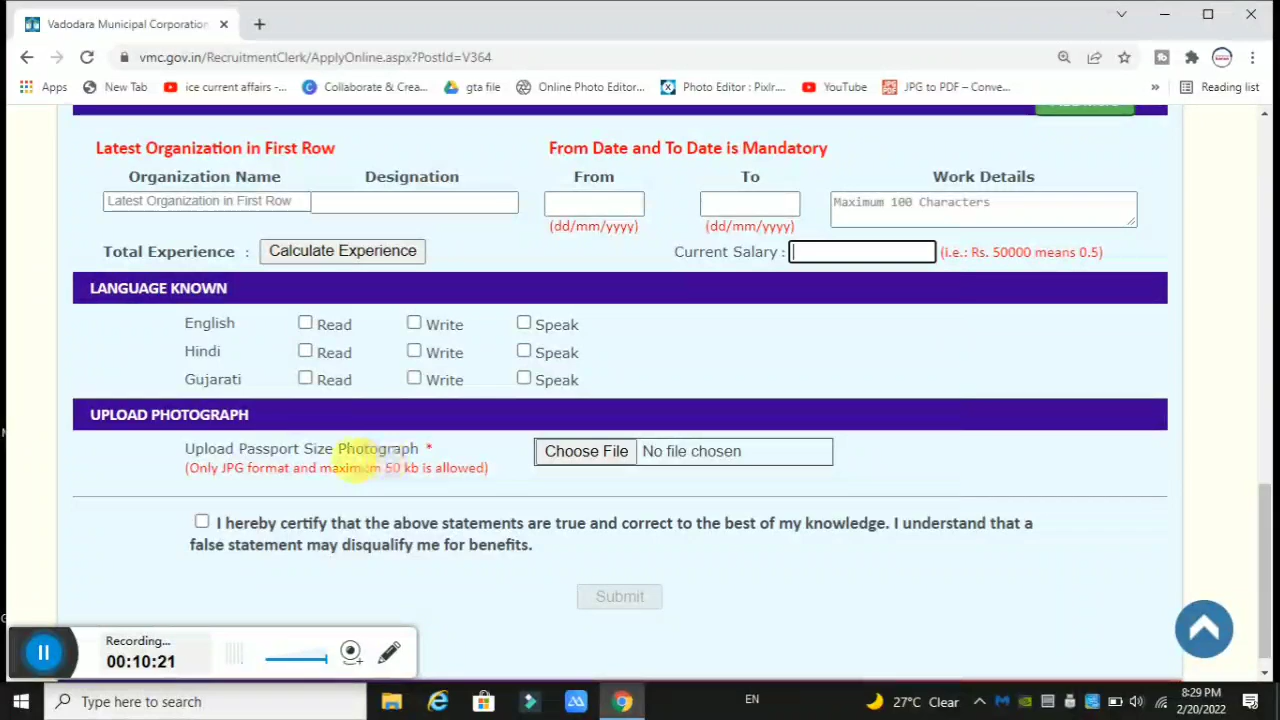 Vadodara Municipal Corporation
vmc.gov.in/RecruitmentClerk/ApplyOnline.aspx?PostId=V364
Apps New Tab ice current affairs -... Collaborate & Crea... gta file Online Photo Editor... Photo Editor : Pixlr... YouTube JPG to PDF – Conve... » Reading list
Latest Organization in First Row From Date and To Date is Mandatory
Organization Name Designation From To Work Details
Latest Organization in First Row Maximum 100 Characters
(dd/mm/yyyy) (dd/mm/yyyy)
Total Experience : Calculate Experience Current Salary : (i.e.: Rs. 50000 means 0.5)
LANGUAGE KNOWN
English Read Write Speak
Hindi Read Write Speak
Gujarati Read Write Speak
UPLOAD PHOTOGRAPH
Upload Passport Size Photograph * Choose File No file chosen
(Only JPG format and maximum 50 kb is allowed)
I hereby certify that the above statements are true and correct to the best of my knowledge. I understand that a
false statement may disqualify me for benefits.
Submit
Recording...
00:10:21
Type here to search EN 27°C Clear 8:29 PM
2/20/2022